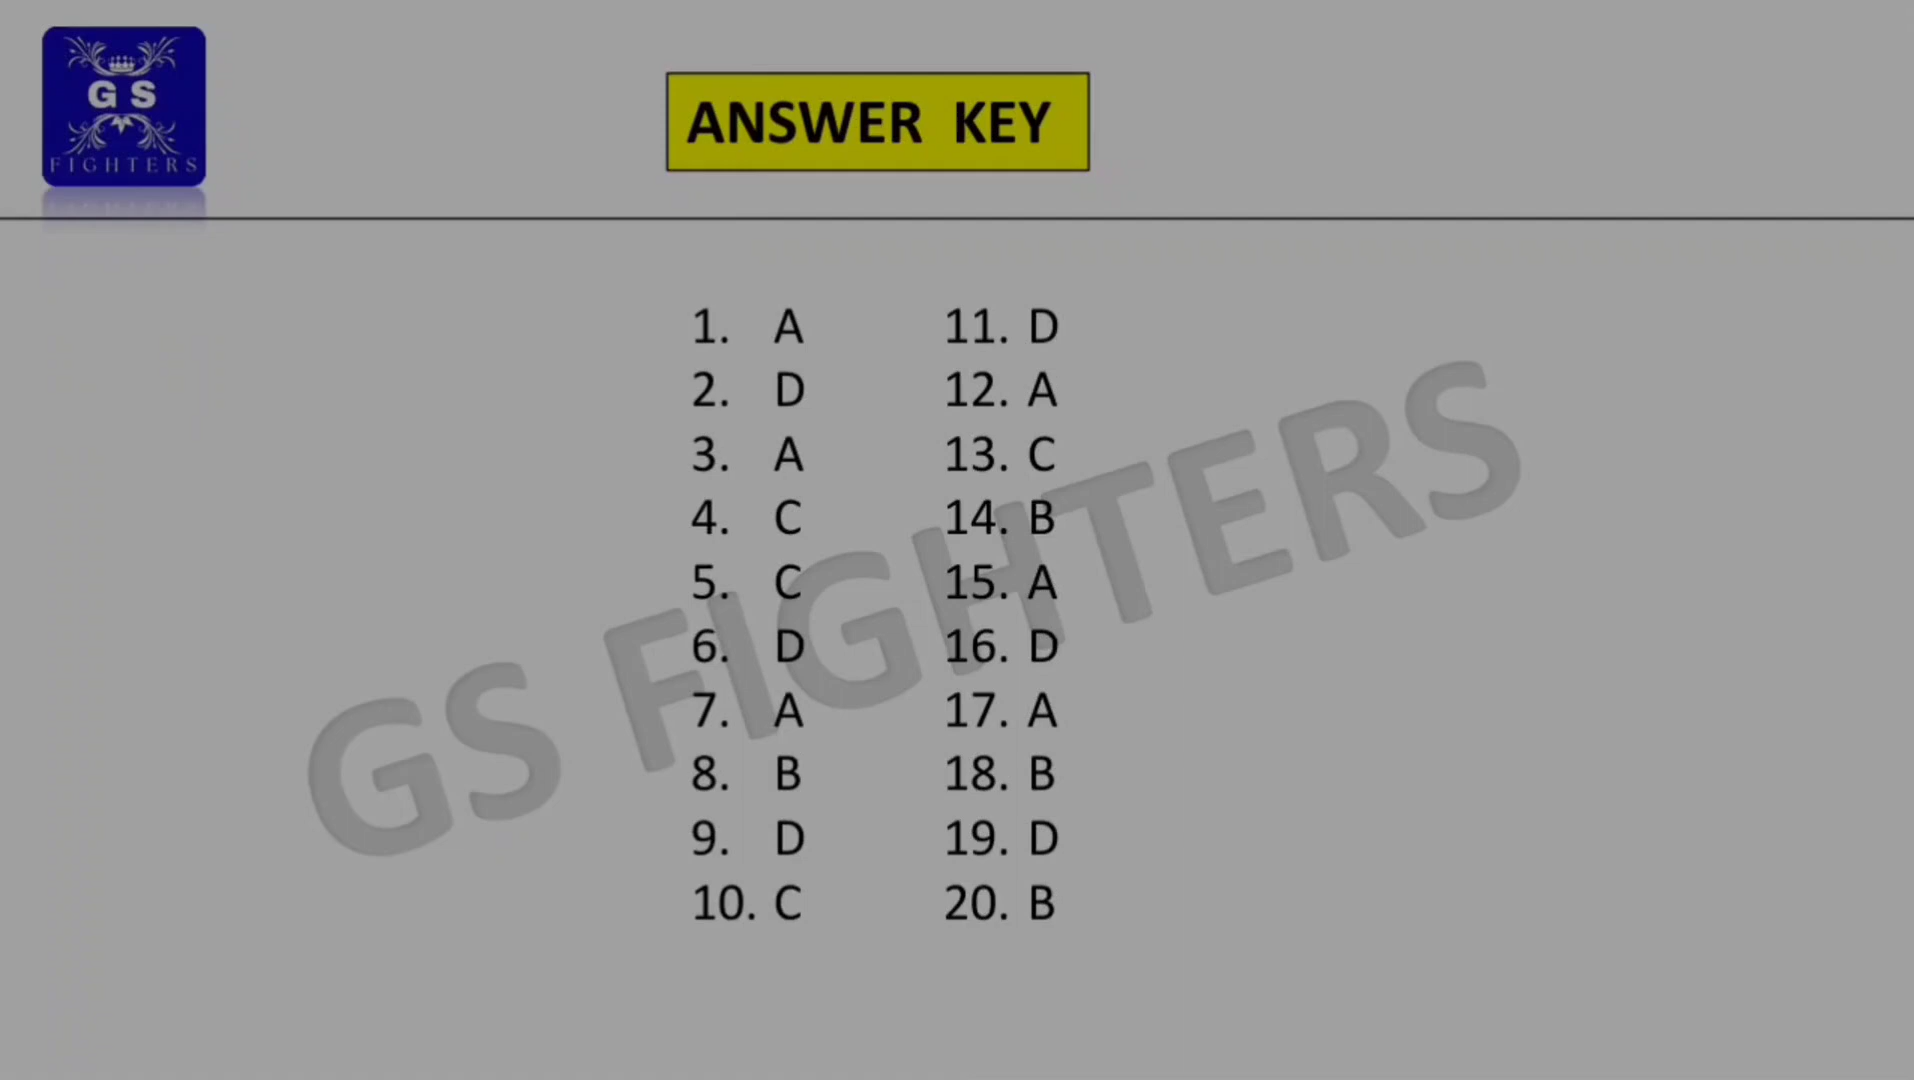 G S
FIGHTERS
ANSWER KEY
1. A
2. D
3. A
4. C
5. C
6. D
7. A
8. B
9. D
10. C
11. D
12. A
13. C
14. B
15. A
16. D
17. A
18. B
19. D
20. B
GS FIGHTERS